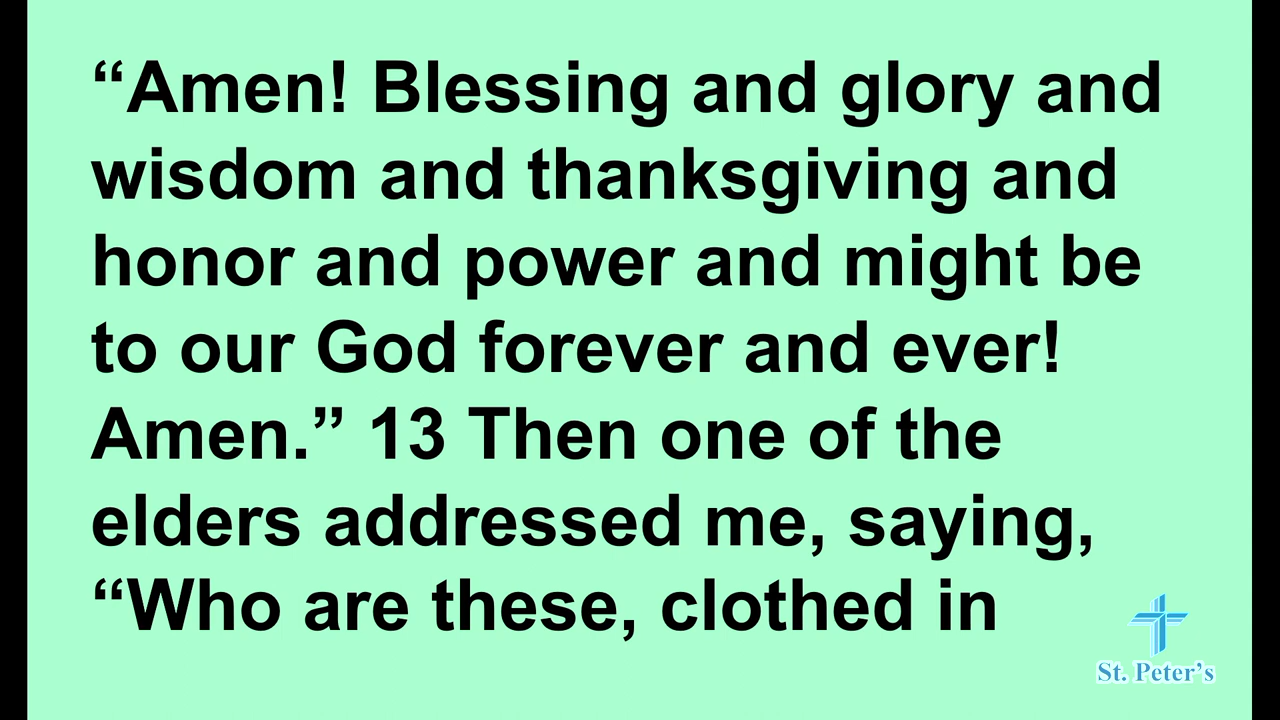 “Amen! Blessing and glory and
wisdom and thanksgiving and
honor and power and might be
to our God forever and ever!
Amen.” 13 Then one of the
elders addressed me, saying,
“Who are these, clothed in
St. Peter’s